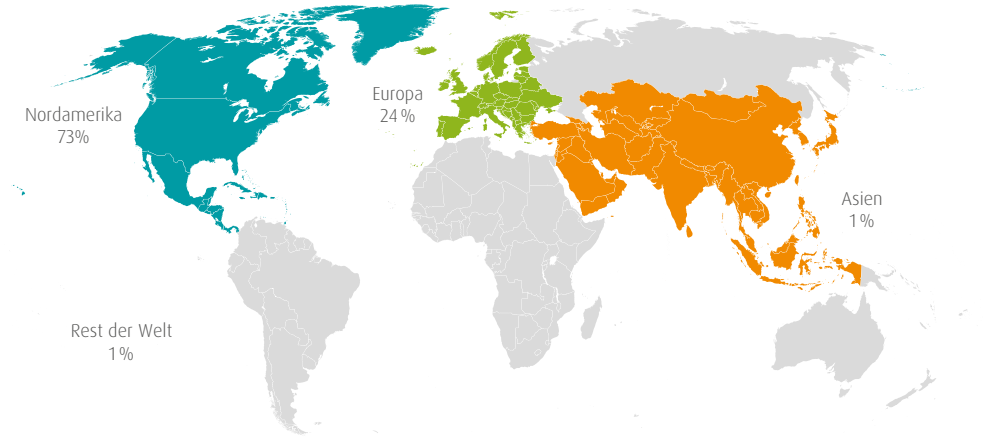 Nordamerika
73%
Europa
24 %
Asien
1 %
Rest der Welt
1 %